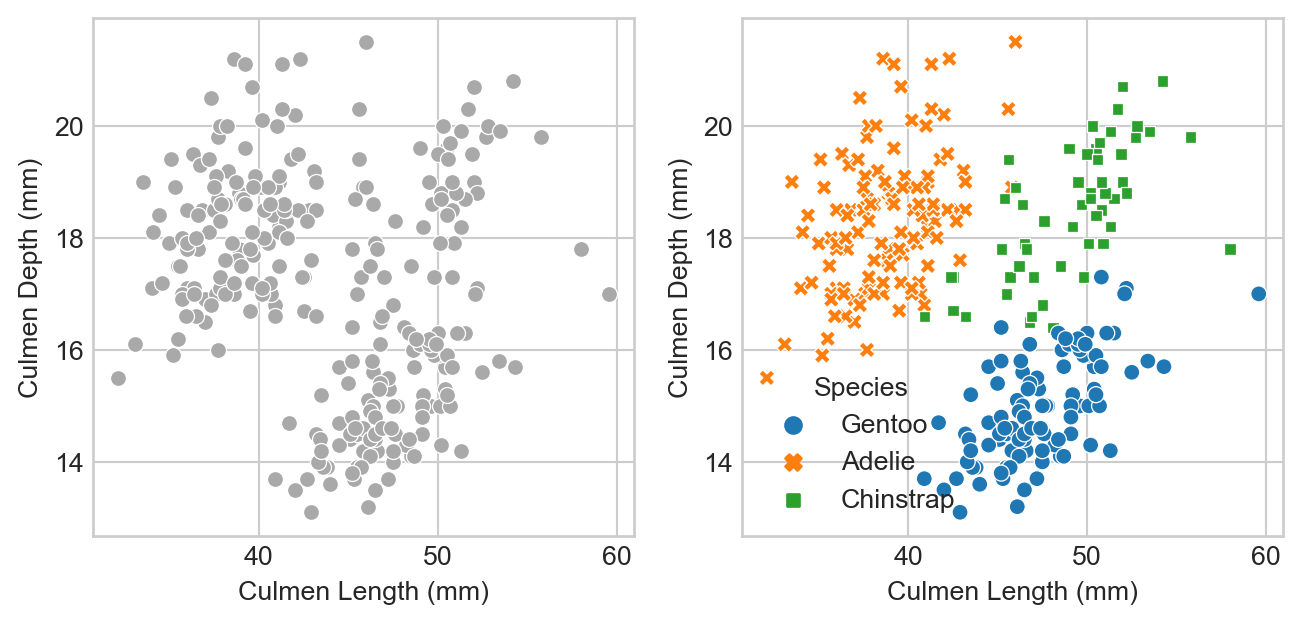 20
18
16
14
40
50
60
Culmen Length (mm)
Culmen Depth (mm)
20
18
16
14
40
50
60
Culmen Length (mm)
Culmen Depth (mm)
Species
Gentoo
Adelie
Chinstrap